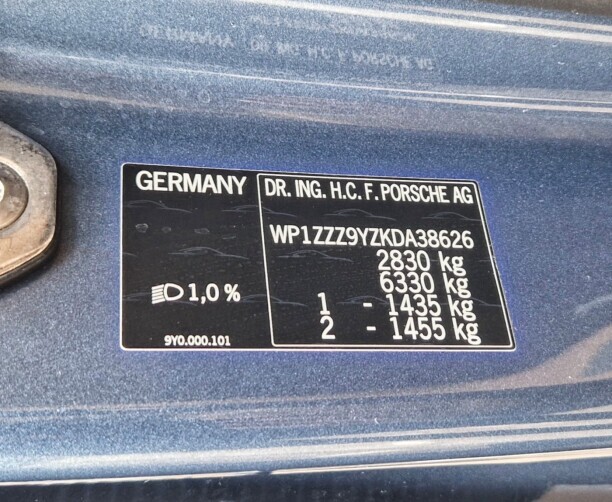 GERMANY
DR. ING. H.C. F. PORSCHE AG
WP1ZZZ9YZKDA38626
2830 kg
6330 kg
1 - 1435 kg
2 - 1455 kg
1,0 %
9Y0.000.101